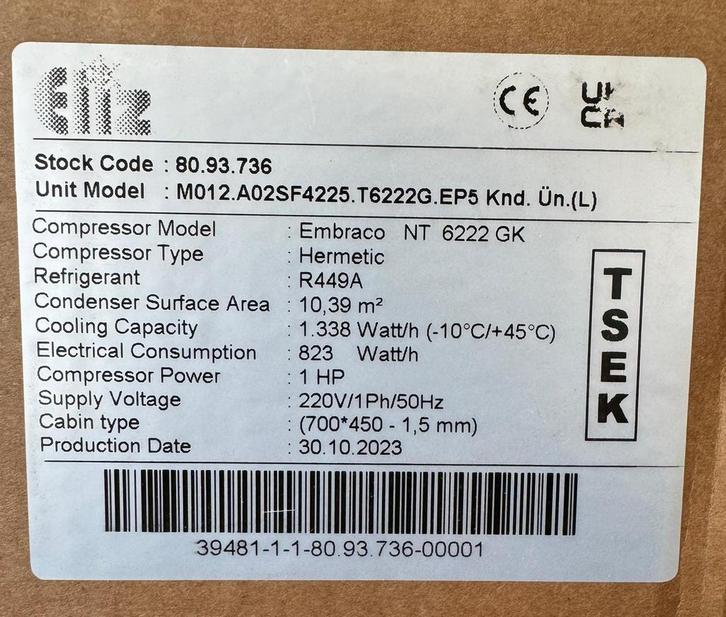 Eliz
CE
UK
CA
Stock Code : 80.93.736
Unit Model : M012.A02SF4225.T6222G.EP5 Knd. Ün.(L)
Compressor Model : Embraco NT 6222 GK
Compressor Type : Hermetic
Refrigerant : R449A
Condenser Surface Area : 10,39 m²
Cooling Capacity : 1.338 Watt/h (-10°C/+45°C)
Electrical Consumption : 823 Watt/h
Compressor Power : 1 HP
Supply Voltage : 220V/1Ph/50Hz
Cabin type : (700*450 - 1,5 mm)
Production Date : 30.10.2023
TSEK
39481-1-1-80.93.736-00001